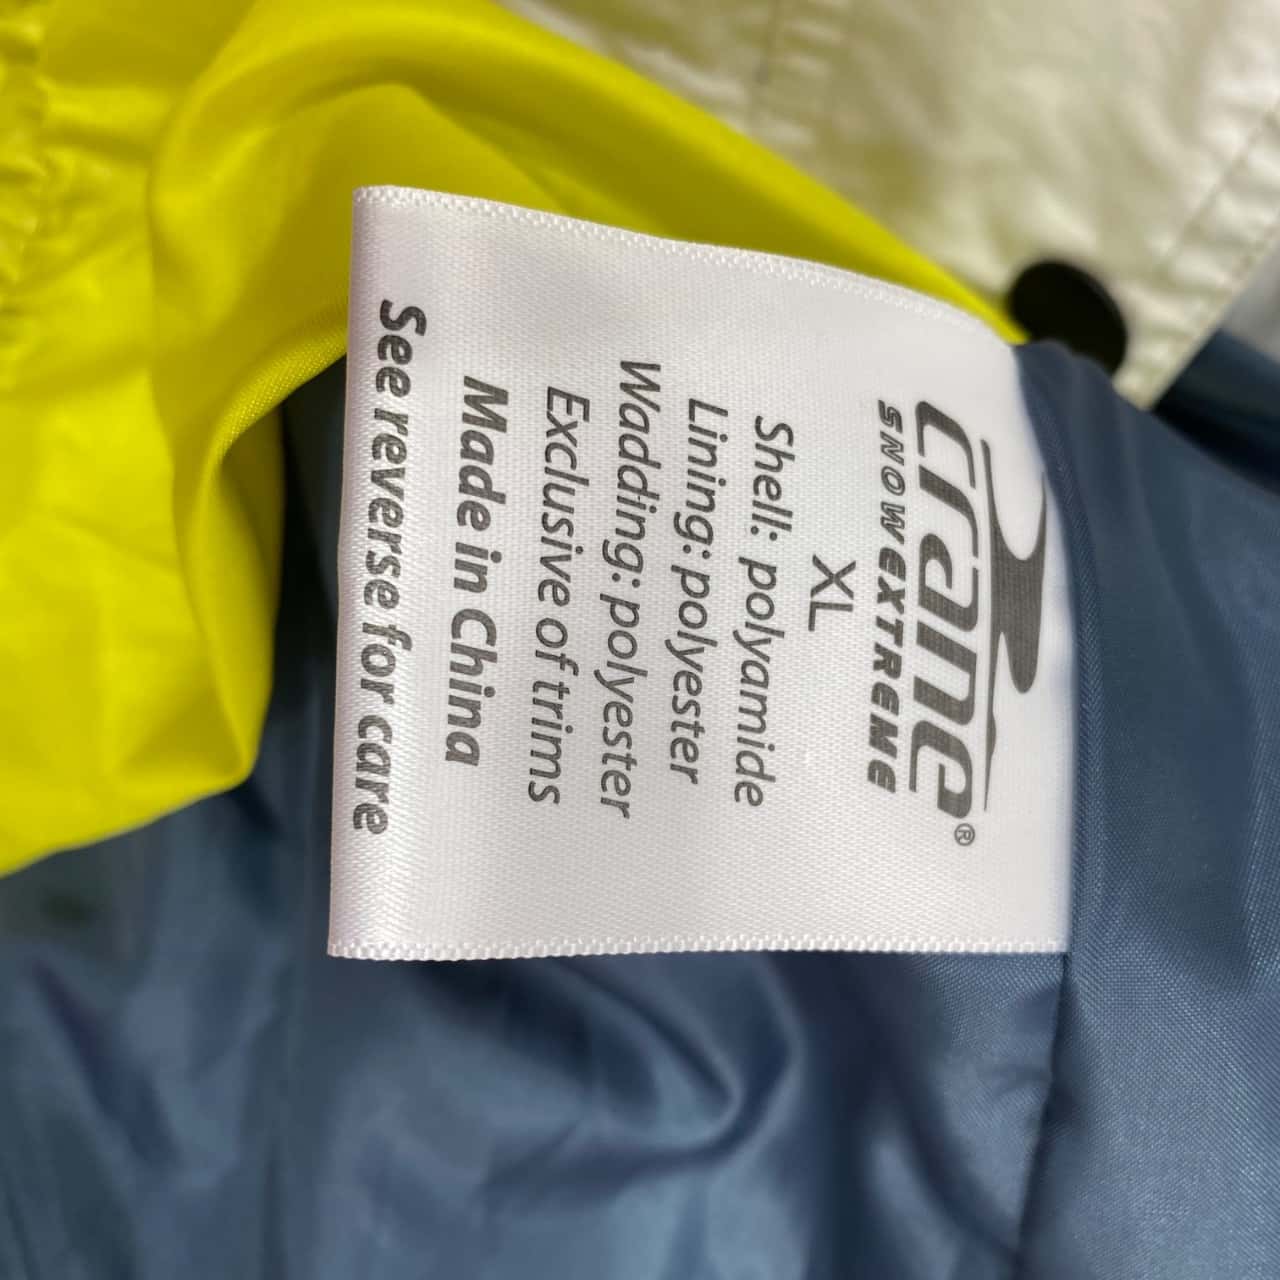 crane®
SNOWEXTREME
XL
Shell: polyamide
Lining: polyester
Wadding: polyester
Exclusive of trims
Made in China
See reverse for care